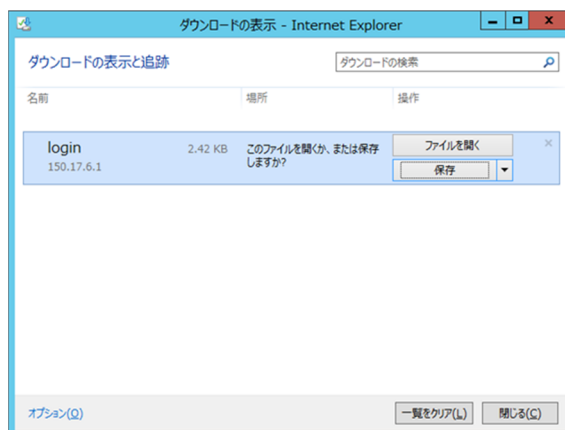 ダウンロードの表示 - Internet Explorer
ダウンロードの表示と追跡
ダウンロードの検索
名前 場所 操作
login 2.42 KB このファイルを開くか、または保存 ファイルを開く
150.17.6.1 しますか? 保存
オプション(O) 一覧をクリア(L) 閉じる(C)